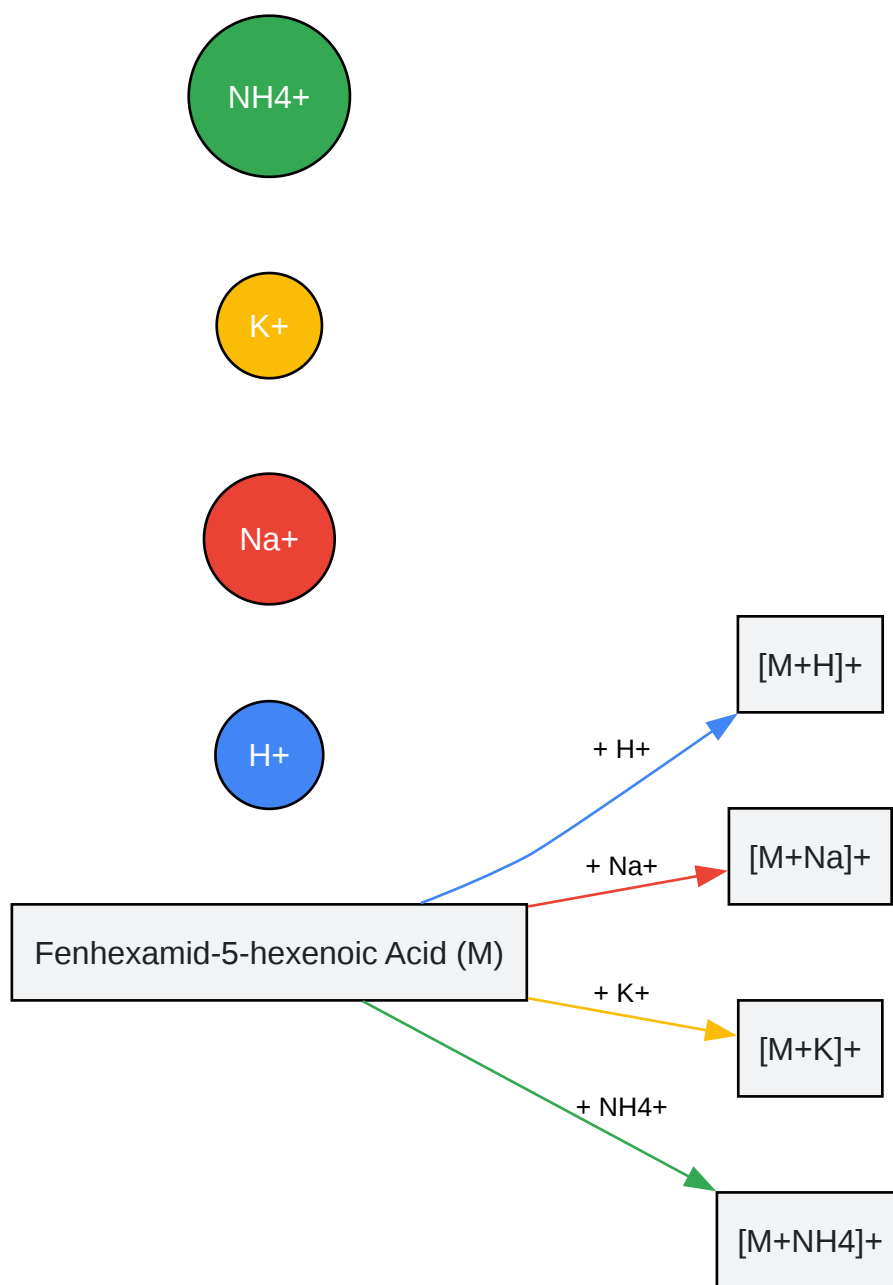 NH4+
K+
Na+
H+
[M+H]+
+ H+
[M+Na]+
+ Na+
Fenhexamid-5-hexenoic Acid (M)
+ K+
[M+K]+
+ NH4+
[M+NH4]+